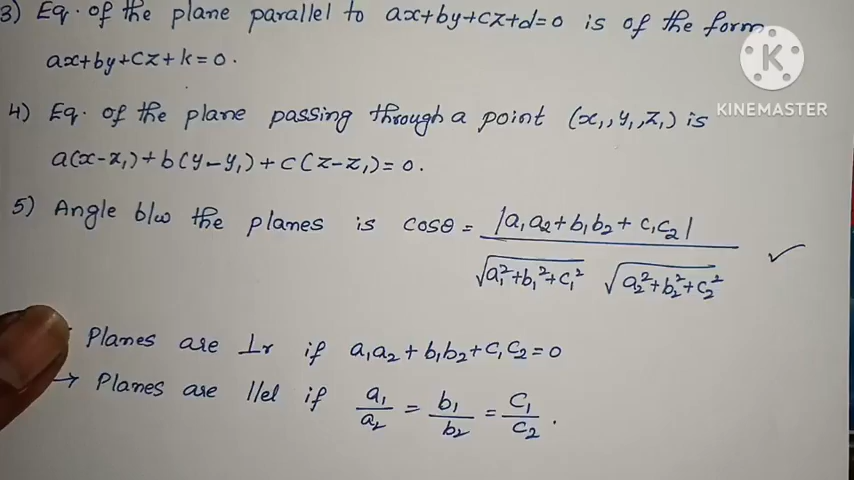 3) Eq. of the plane parallel to ax+by+cz+d=0 is of the form
ax+by+cz+k=0.
KINEMASTER
4) Eq. of the plane passing through a point (x₁,y₁,z₁) is
a(x-x₁)+b(y-y₁)+c(z-z₁)=0.
5) Angle b/w the planes is cosθ = |a₁a₂+b₁b₂+c₁c₂| / √a₁²+b₁²+c₁² √a₂²+b₂²+c₂² ✓
Planes are ⊥r if a₁a₂+b₁b₂+c₁c₂=0
→ Planes are //el if a₁/a₂ = b₁/b₂ = c₁/c₂.